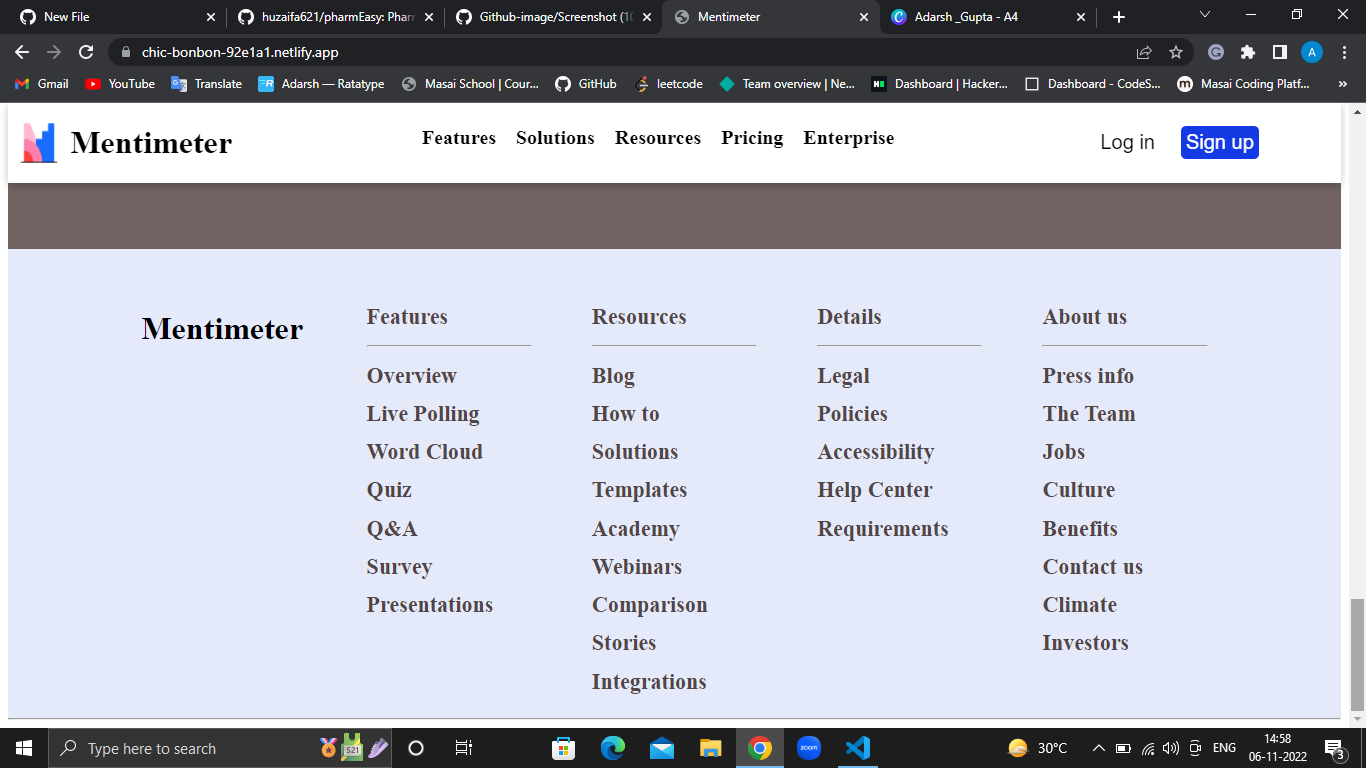 New File
huzaifa621/pharmEasy: Pharm
Github-image/Screenshot (10
Mentimeter
Adarsh _Gupta - A4
chic-bonbon-92e1a1.netlify.app
A
Gmail
YouTube
Translate
Adarsh — Ratatype
Masai School | Cour...
GitHub
leetcode
Team overview | Ne...
Dashboard | Hacker...
Dashboard - CodeS...
Masai Coding Platf...
»
Mentimeter
Features Solutions Resources Pricing Enterprise
Log in
Sign up
Mentimeter
Features
Overview
Live Polling
Word Cloud
Quiz
Q&A
Survey
Presentations
Resources
Blog
How to
Solutions
Templates
Academy
Webinars
Comparison
Stories
Integrations
Details
Legal
Policies
Accessibility
Help Center
Requirements
About us
Press info
The Team
Jobs
Culture
Benefits
Contact us
Climate
Investors
Type here to search
521
zoom
30°C
ENG
14:58
06-11-2022
3